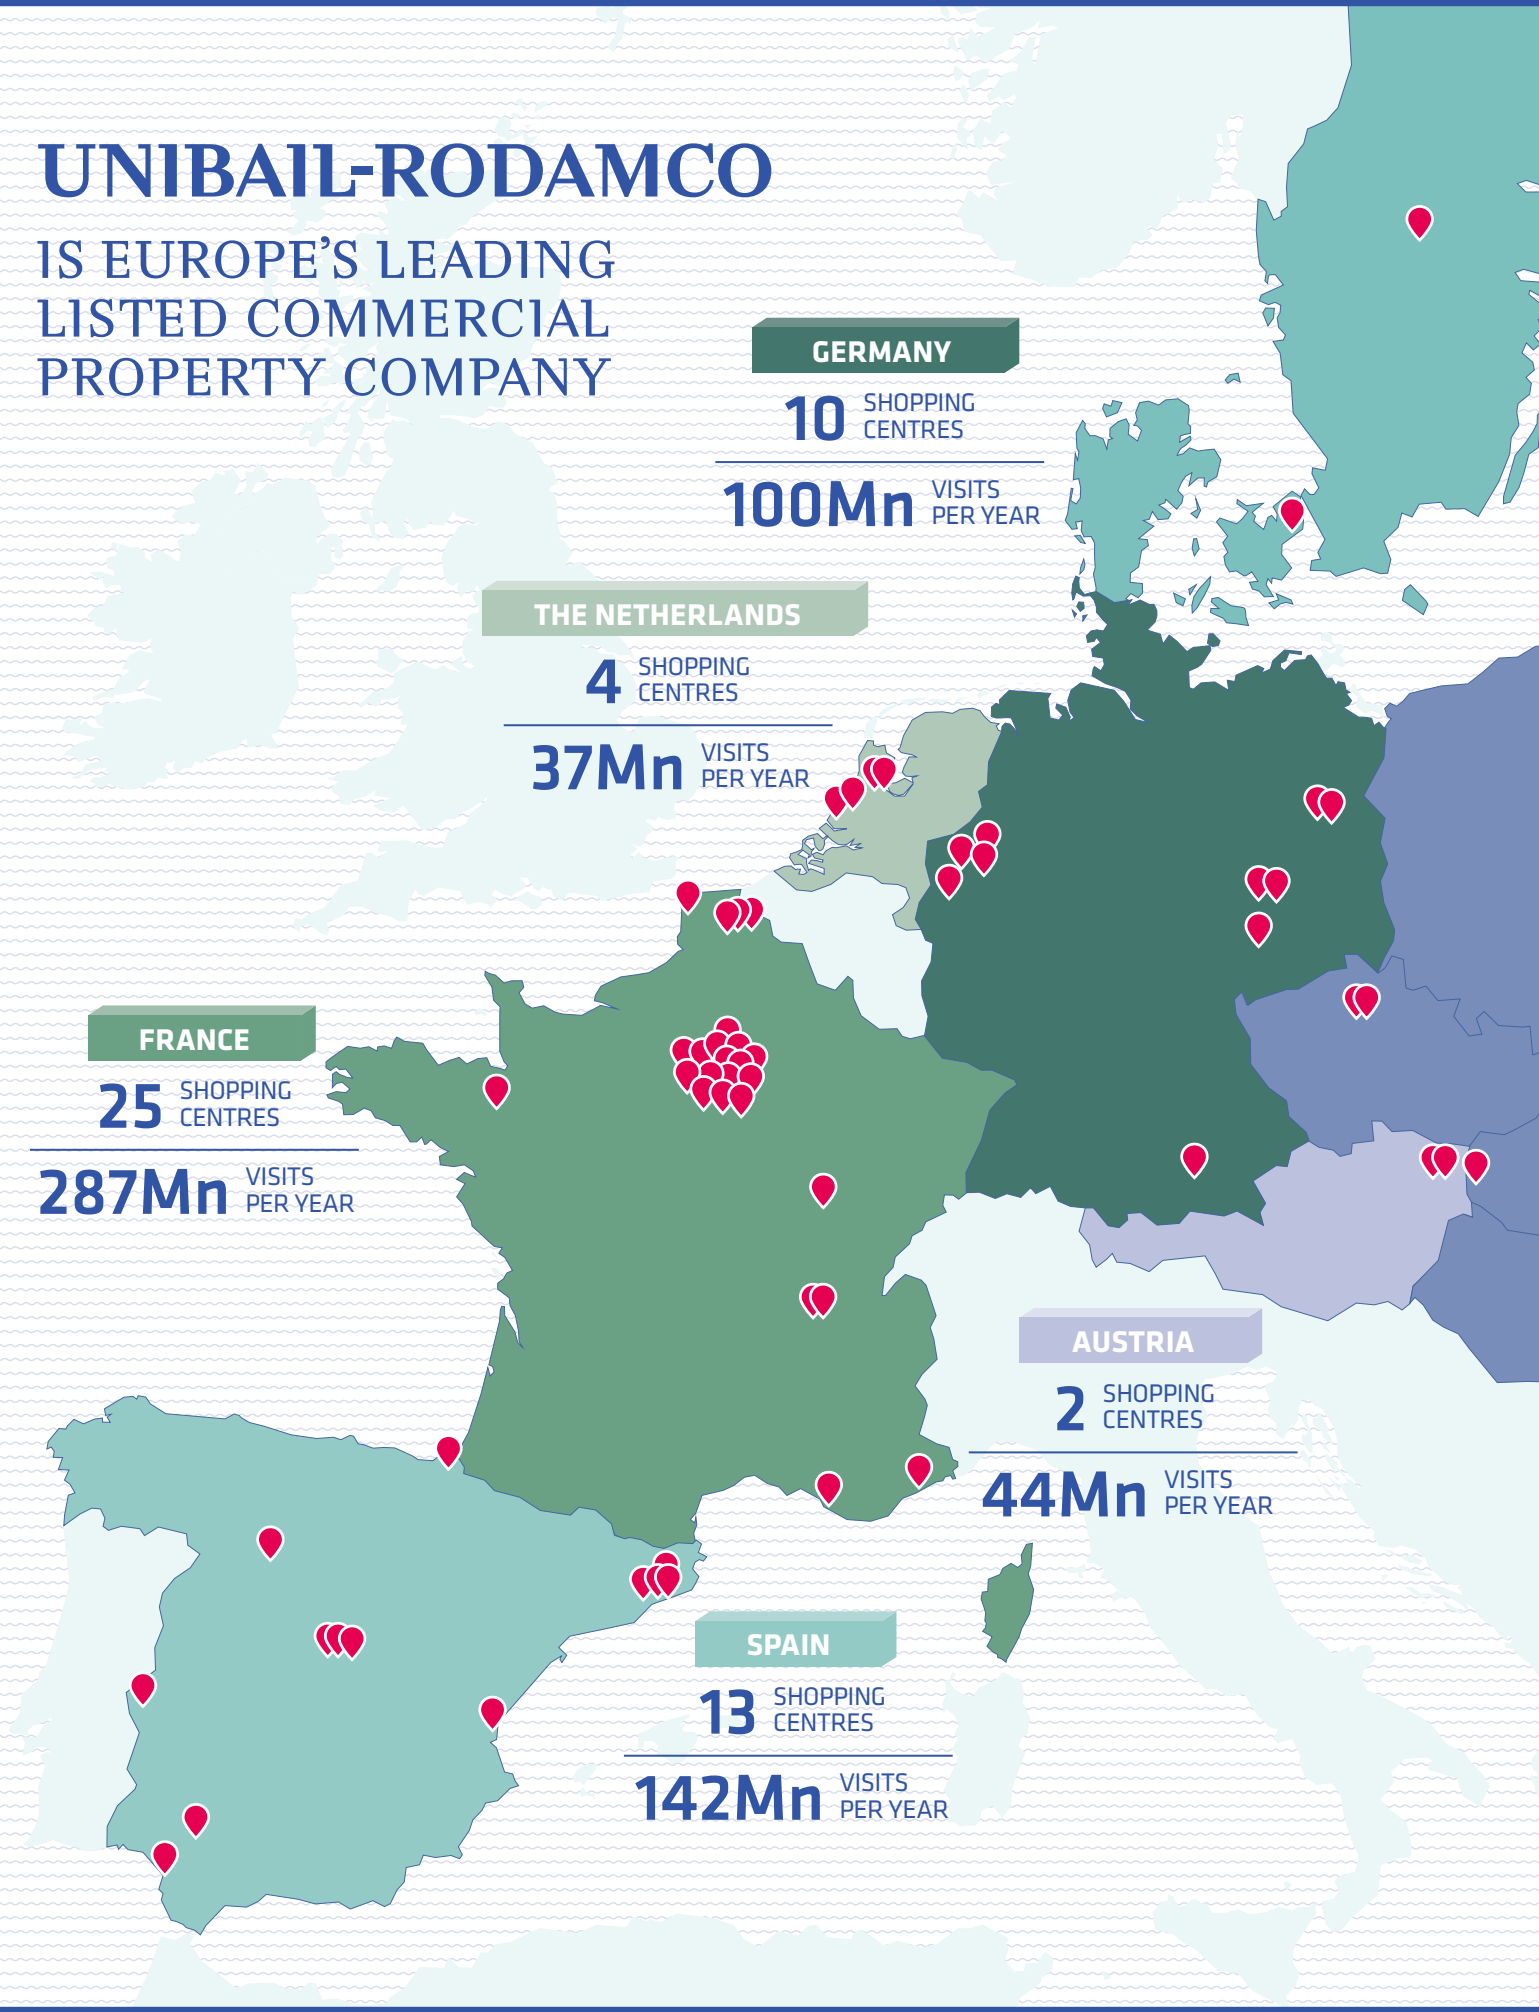 UNIBAIL-RODAMCO
IS EUROPE’S LEADING
LISTED COMMERCIAL
PROPERTY COMPANY
GERMANY
10 SHOPPING
CENTRES
100Mn VISITS
PER YEAR
THE NETHERLANDS
4 SHOPPING
CENTRES
37Mn VISITS
PER YEAR
FRANCE
25 SHOPPING
CENTRES
287Mn VISITS
PER YEAR
AUSTRIA
2 SHOPPING
CENTRES
44Mn VISITS
PER YEAR
SPAIN
13 SHOPPING
CENTRES
142Mn VISITS
PER YEAR